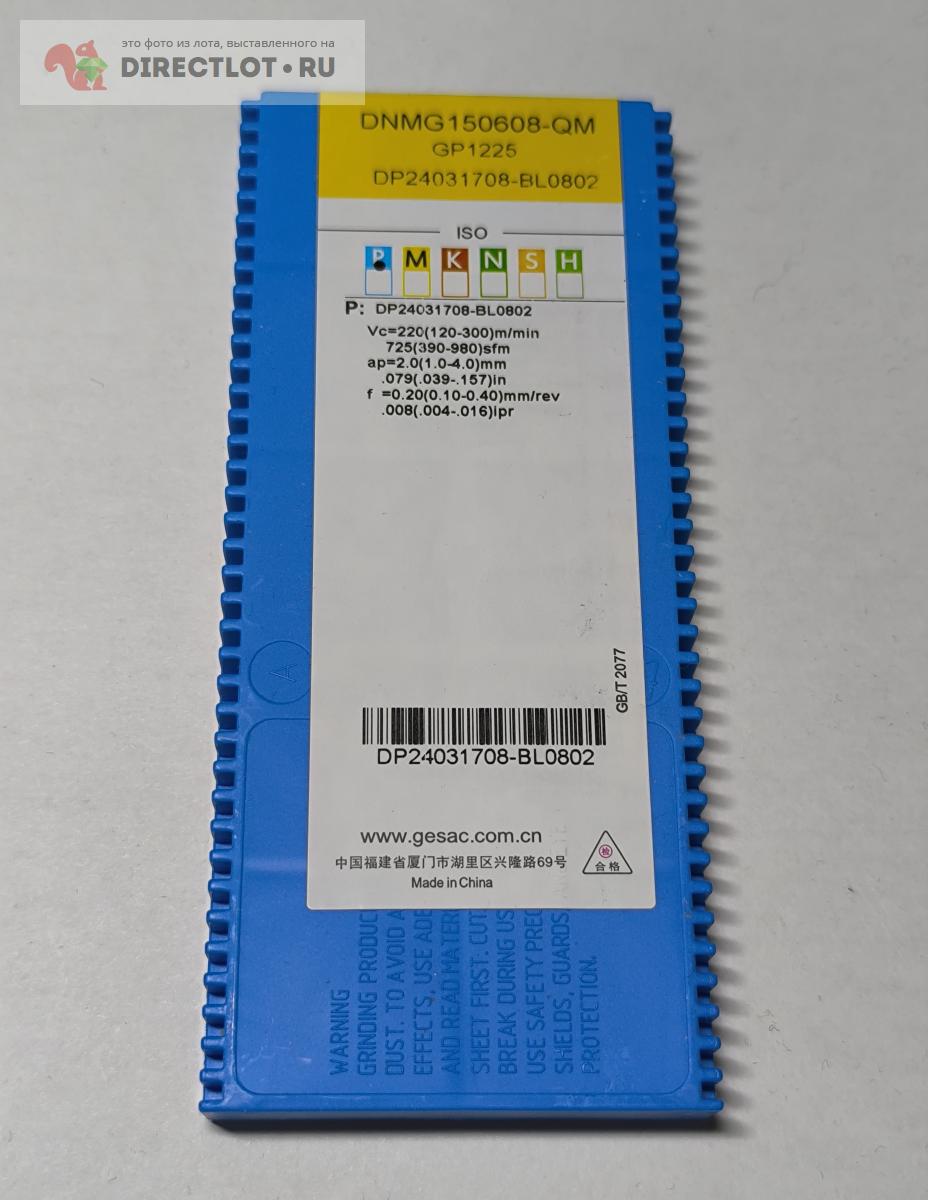 это фото из лота, выставленного на
DIRECTLOT•RU
DNMG150608-QM
GP1225
DP24031708-BL0802
ISO
P M K N S H
P: DP24031708-BL0802
Vc=220(120-300)m/min
725(390-980)sfm
ap=2.0(1.0-4.0)mm
.079(.039-.157)in
f =0.20(0.10-0.40)mm/rev
.008(.004-.016)ipr
GB/T 2077
DP24031708-BL0802
www.gesac.com.cn
中国福建省厦门市湖里区兴隆路69号
Made in China
检
合格
A
WARNING
GRINDING PRODUC
DUST. TO AVOID A
EFFECTS, USE ADE
AND READ MATER
SHEET FIRST. CUT
BREAK DURING US
USE SAFETY PREC
SHIELDS, GUARDS,
PROTECTION.